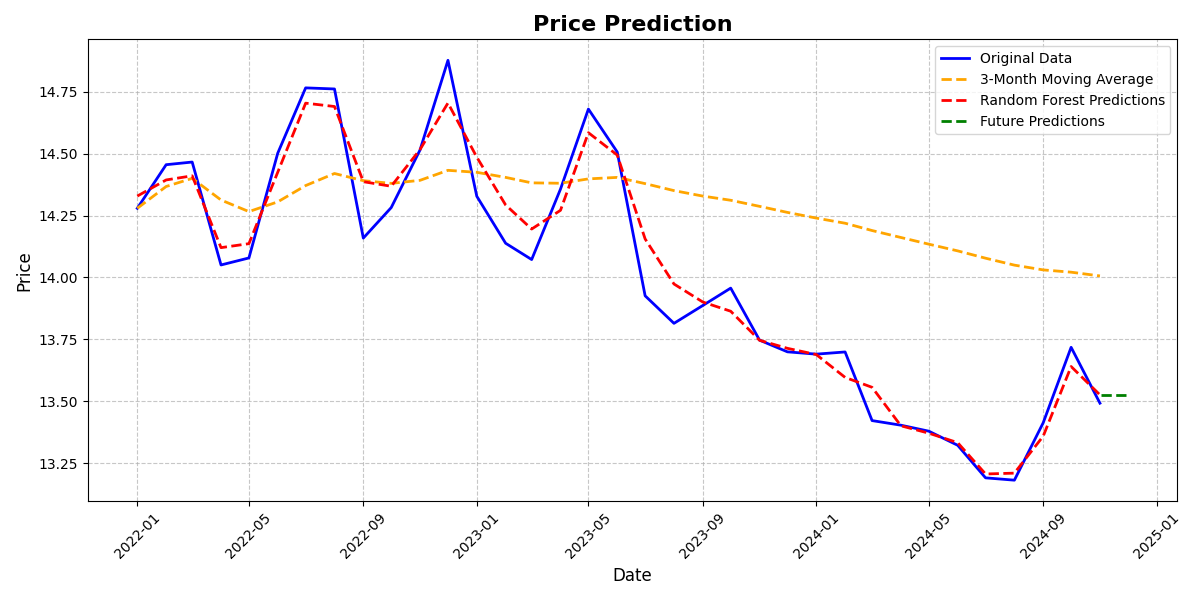 Price Prediction
Original Data
3-Month Moving Average
Random Forest Predictions
Future Predictions
Price
14.75
14.50
14.25
14.00
13.75
13.50
13.25
2022-01
2022-05
2022-09
2023-01
2023-05
2023-09
2024-01
2024-05
2024-09
2025-01
Date